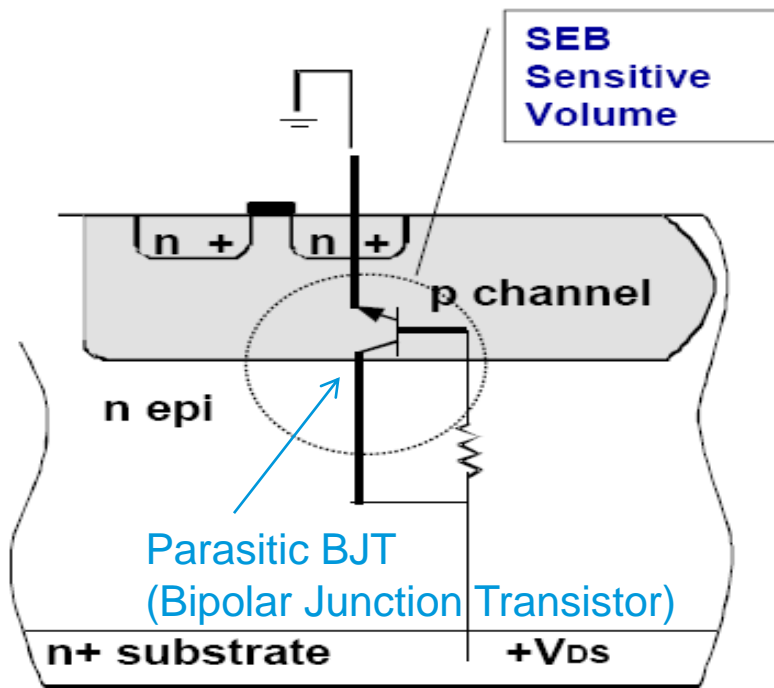 SEB
Sensitive
Volume
n + n +
p channel
n epi
Parasitic BJT
(Bipolar Junction Transistor)
n+ substrate +VDS